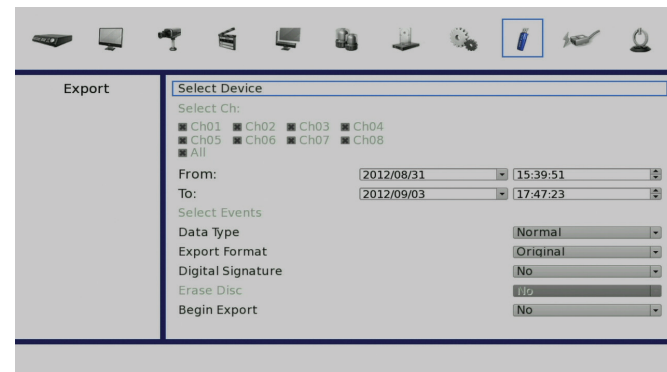 Export
Select Device
Select Ch:
Ch01 Ch02 Ch03 Ch04
Ch05 Ch06 Ch07 Ch08
All
From: 2012/08/31 15:39:51
To: 2012/09/03 17:47:23
Select Events
Data Type Normal
Export Format Original
Digital Signature No
Erase Disc No
Begin Export No